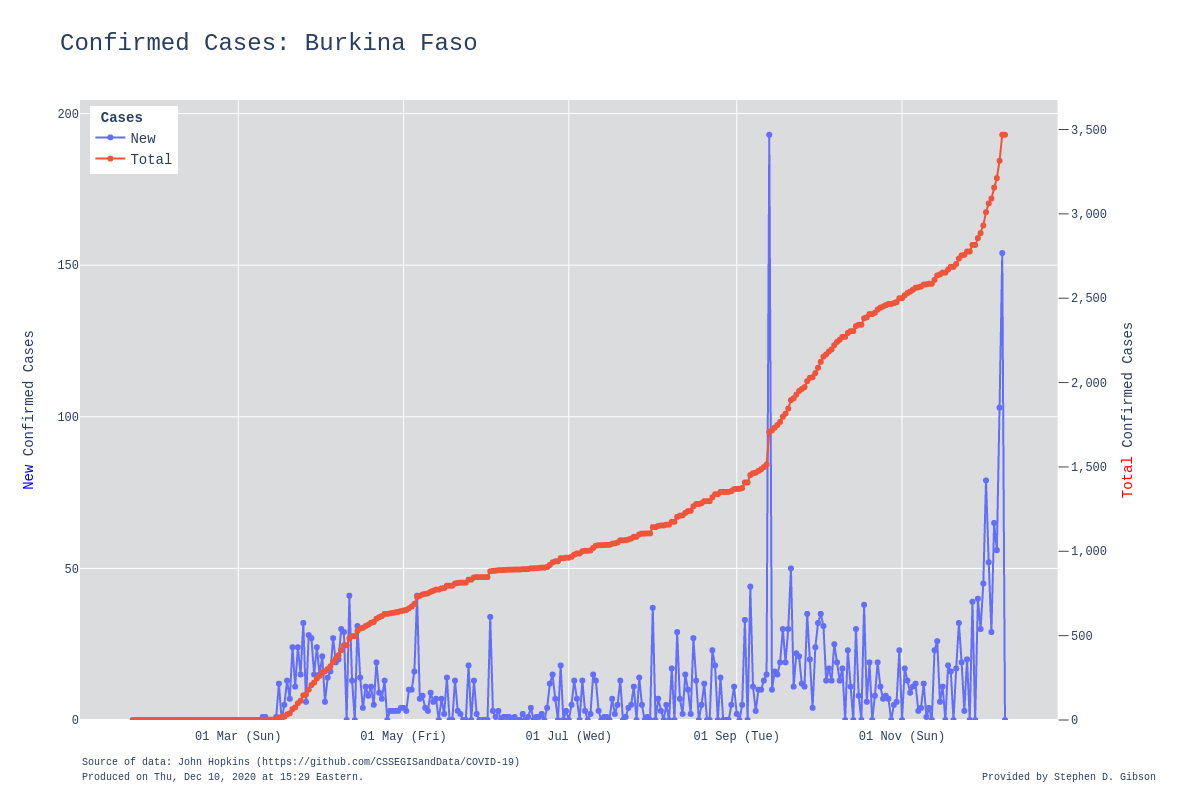 Confirmed Cases: Burkina Faso
Cases
New
Total
200
150
100
50
0
3,500
3,000
2,500
2,000
1,500
1,000
500
0
New Confirmed Cases
Total Confirmed Cases
01 Mar (Sun)
01 May (Fri)
01 Jul (Wed)
01 Sep (Tue)
01 Nov (Sun)
Source of data: John Hopkins (https://github.com/CSSEGISandData/COVID-19)
Produced on Thu, Dec 10, 2020 at 15:29 Eastern.
Provided by Stephen D. Gibson